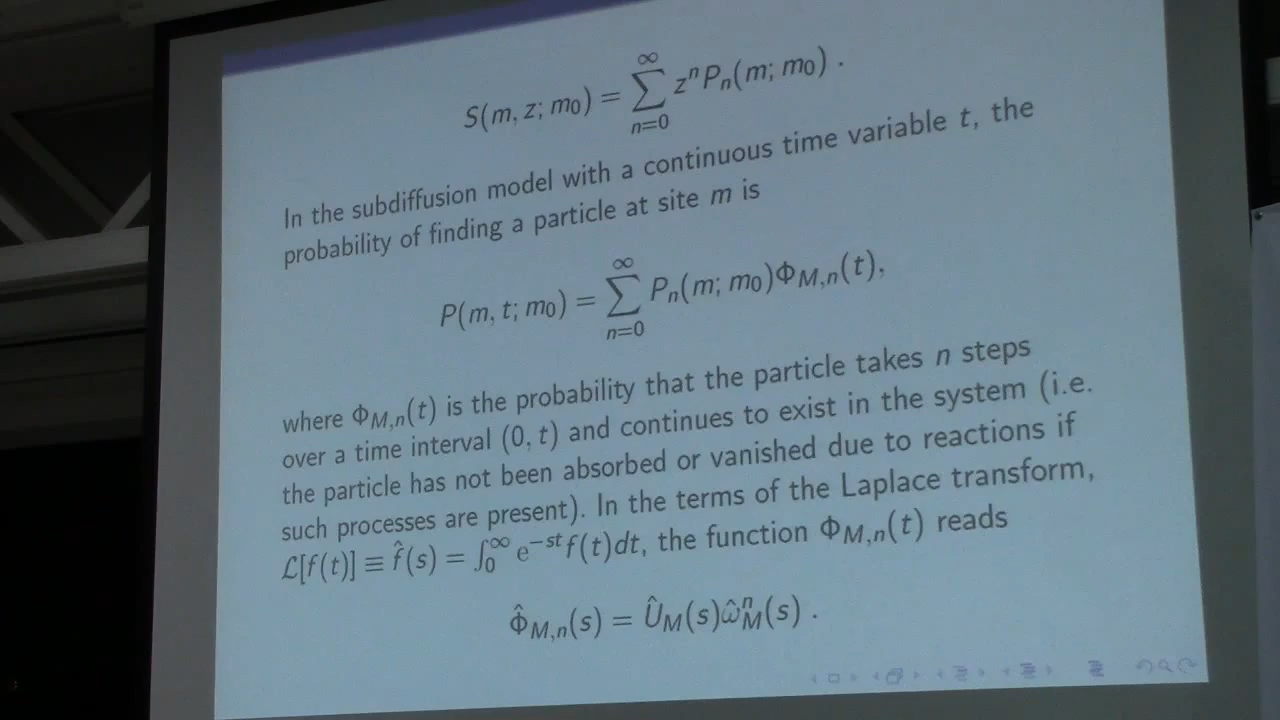 S(m, z; m₀) = ∑_{n=0}^{∞} zⁿPₙ(m; m₀) .
In the subdiffusion model with a continuous time variable t, the
probability of finding a particle at site m is
P(m, t; m₀) = ∑_{n=0}^{∞} Pₙ(m; m₀)Φ_{M,n}(t),
where Φ_{M,n}(t) is the probability that the particle takes n steps
over a time interval (0, t) and continues to exist in the system (i.e.
the particle has not been absorbed or vanished due to reactions if
such processes are present). In the terms of the Laplace transform,
ℒ[f(t)] ≡ f̂(s) = ∫₀^∞ e^{−st}f(t)dt, the function Φ_{M,n}(t) reads
Φ̂_{M,n}(s) = Û_M(s)ω̂ⁿ_M(s) .